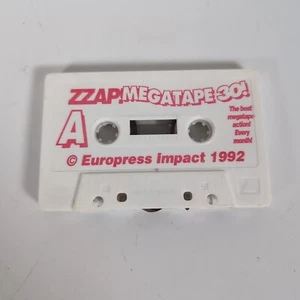 ZZAP! MEGATAPE 30!
A
The best
megatape
action!
Every
month!
© Europress Impact 1992